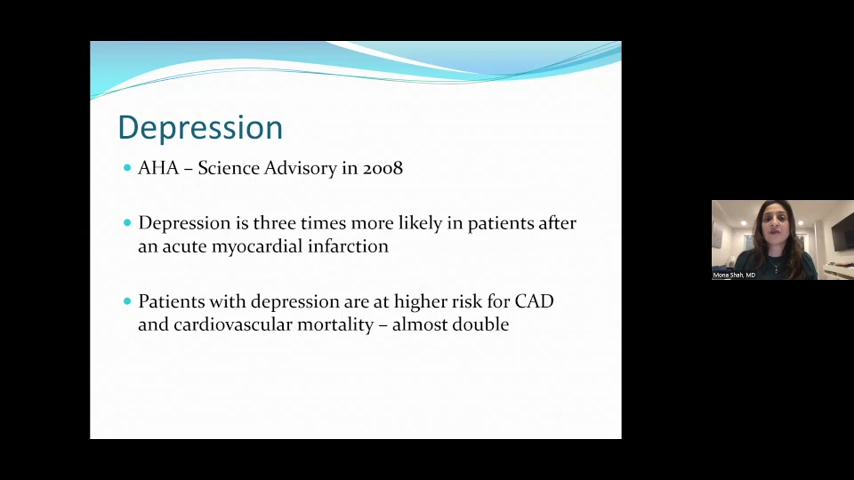 Depression
• AHA – Science Advisory in 2008
• Depression is three times more likely in patients after
an acute myocardial infarction
• Patients with depression are at higher risk for CAD
and cardiovascular mortality – almost double
Mona Shah, MD